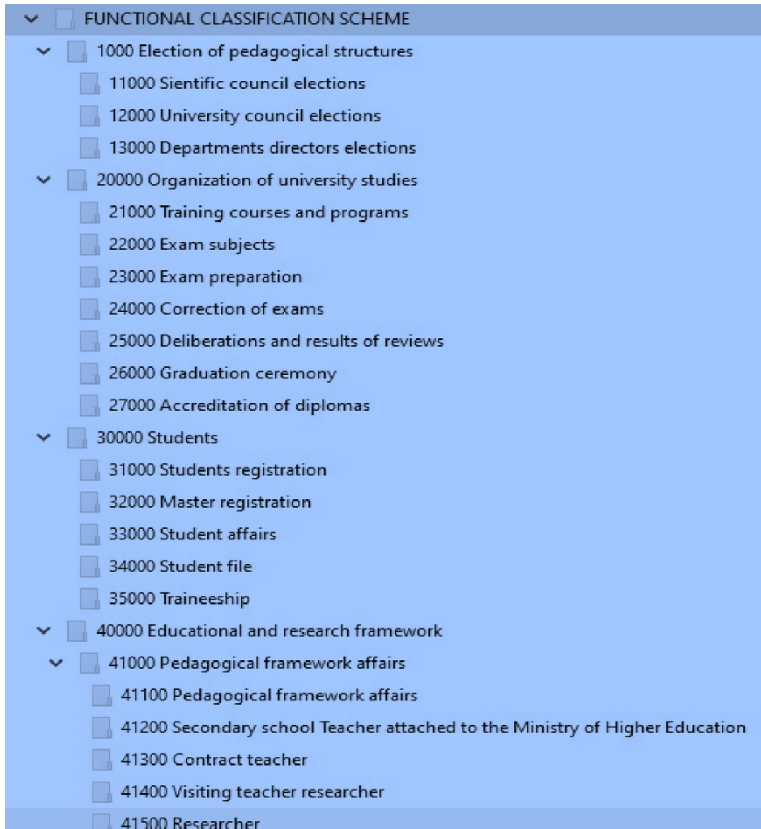 FUNCTIONAL CLASSIFICATION SCHEME
1000 Election of pedagogical structures
11000 Sientific council elections
12000 University council elections
13000 Departments directors elections
20000 Organization of university studies
21000 Training courses and programs
22000 Exam subjects
23000 Exam preparation
24000 Correction of exams
25000 Deliberations and results of reviews
26000 Graduation ceremony
27000 Accreditation of diplomas
30000 Students
31000 Students registration
32000 Master registration
33000 Student affairs
34000 Student file
35000 Traineeship
40000 Educational and research framework
41000 Pedagogical framework affairs
41100 Pedagogical framework affairs
41200 Secondary school Teacher attached to the Ministry of Higher Education
41300 Contract teacher
41400 Visiting teacher researcher
41500 Researcher